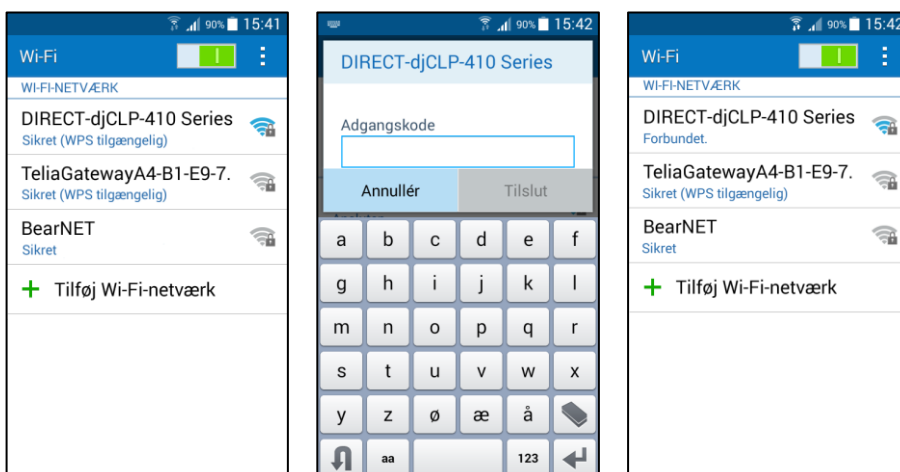 90% 15:41
Wi-Fi
WI-FI-NETVÆRK
DIRECT-djCLP-410 Series
Sikret (WPS tilgængelig)
TeliaGatewayA4-B1-E9-7.
Sikret (WPS tilgængelig)
BearNET
Sikret
+ Tilføj Wi-Fi-netværk
90% 15:42
DIRECT-djCLP-410 Series
Adgangskode
Annullér Tilslut
a b c d e f
g h i j k l
m n o p q r
s t u v w x
y z ø æ å
aa 123
90% 15:42
Wi-Fi
WI-FI-NETVÆRK
DIRECT-djCLP-410 Series
Forbundet.
TeliaGatewayA4-B1-E9-7.
Sikret (WPS tilgængelig)
BearNET
Sikret
+ Tilføj Wi-Fi-netværk